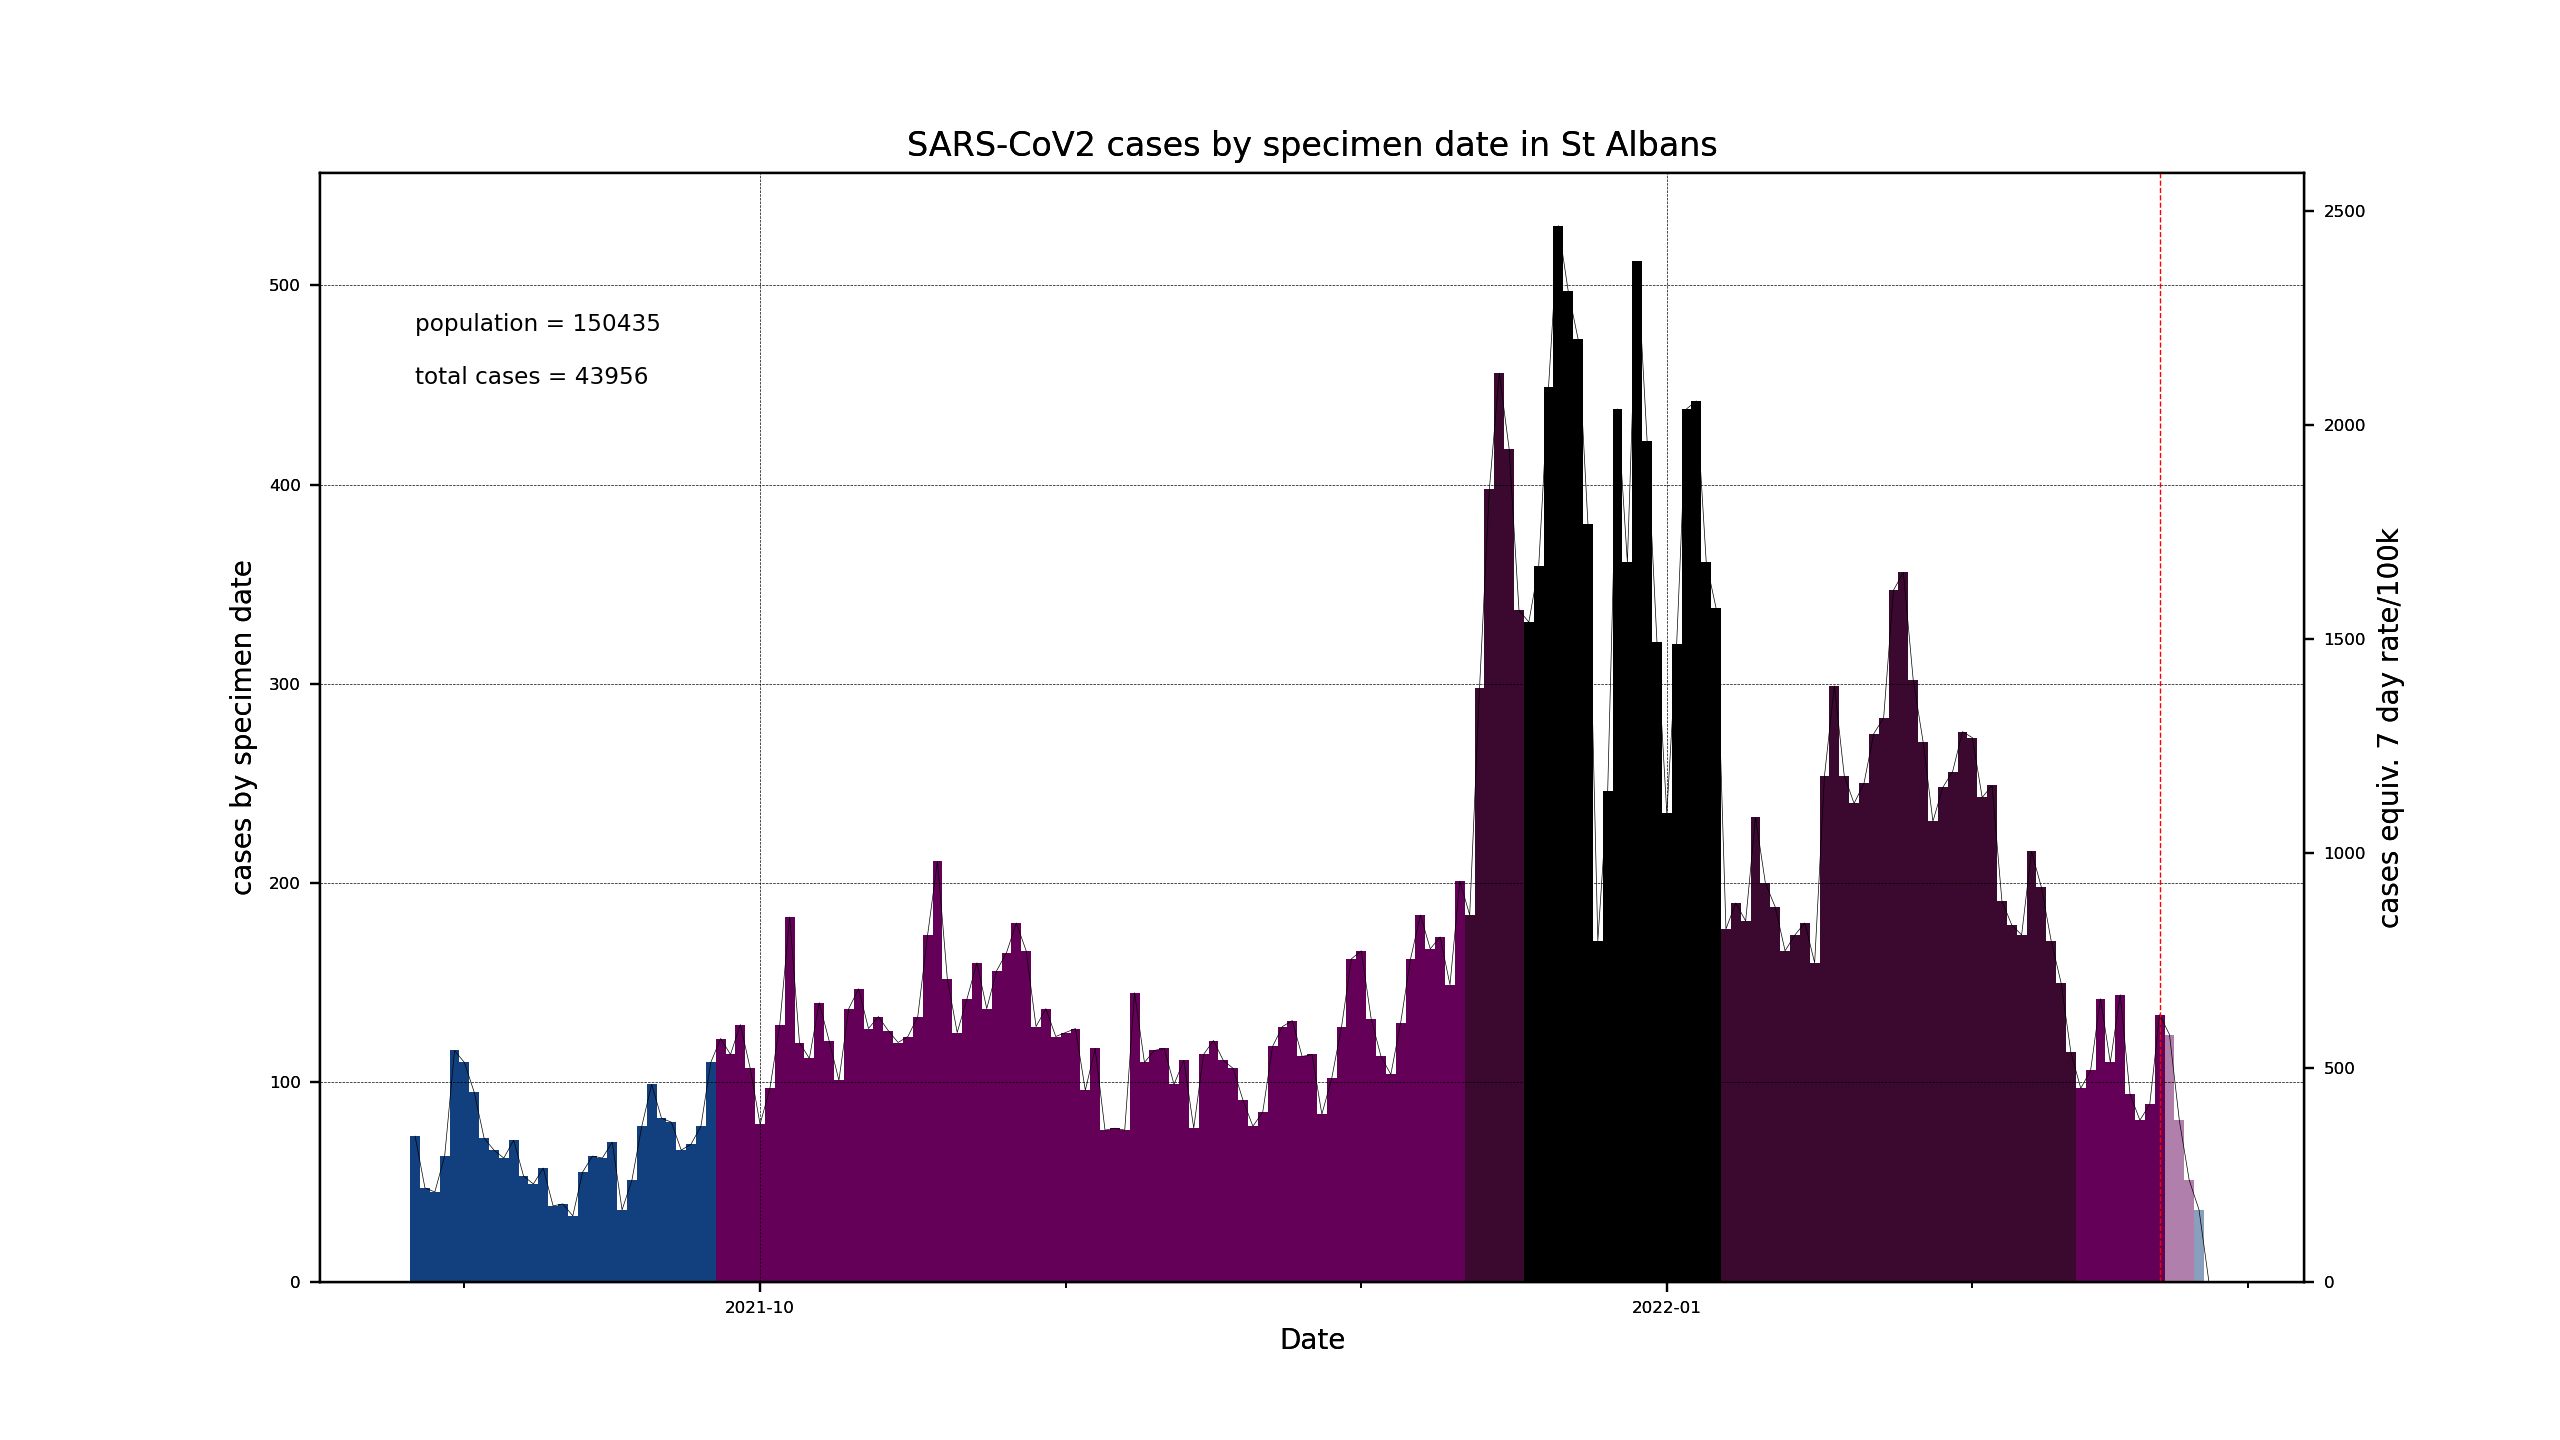 SARS-CoV2 cases by specimen date in St Albans
population = 150435
total cases = 43956
cases by specimen date
500
400
300
200
100
0
2500
2000
1500
1000
500
0
cases equiv. 7 day rate/100k
2021-10
2022-01
Date